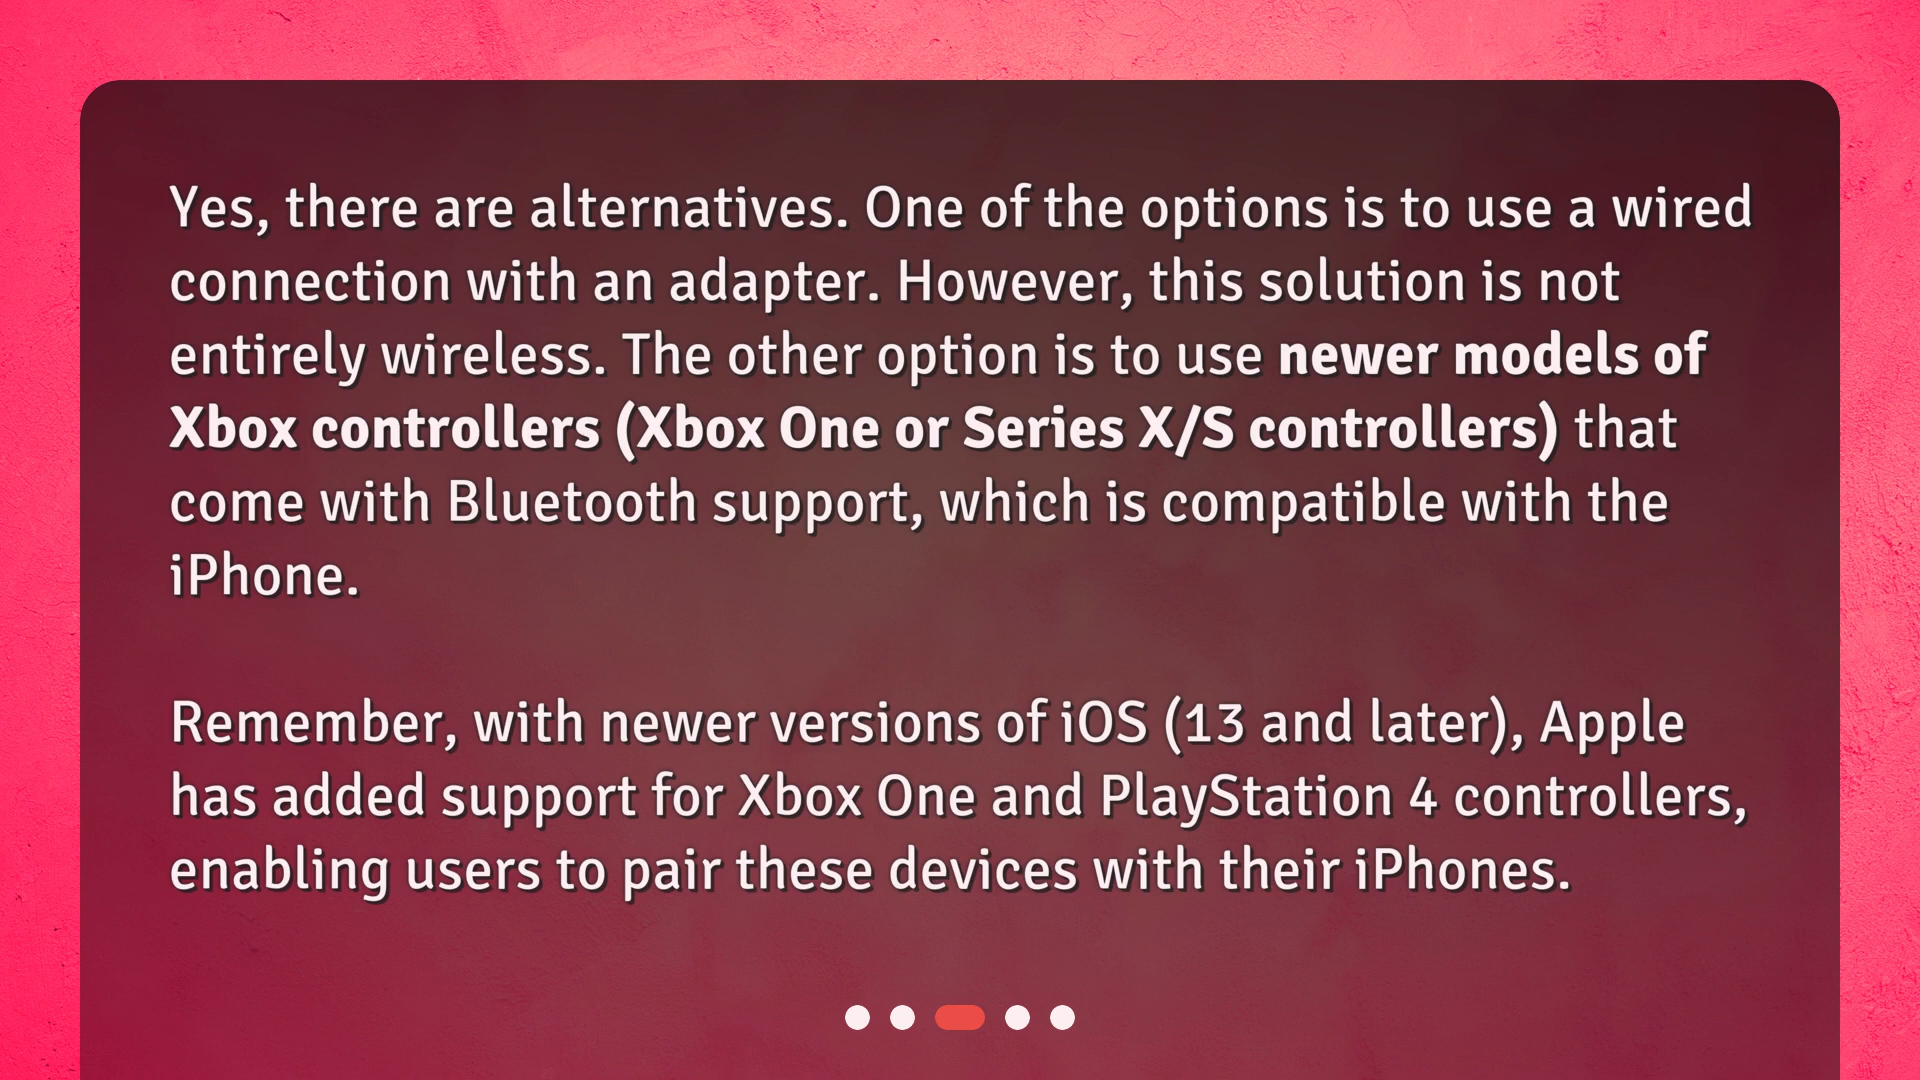 Yes, there are alternatives. One of the options is to use a wired
connection with an adapter. However, this solution is not
entirely wireless. The other option is to use newer models of
Xbox controllers (Xbox One or Series X/S controllers) that
come with Bluetooth support, which is compatible with the
iPhone.
Remember, with newer versions of iOS (13 and later), Apple
has added support for Xbox One and PlayStation 4 controllers,
enabling users to pair these devices with their iPhones.